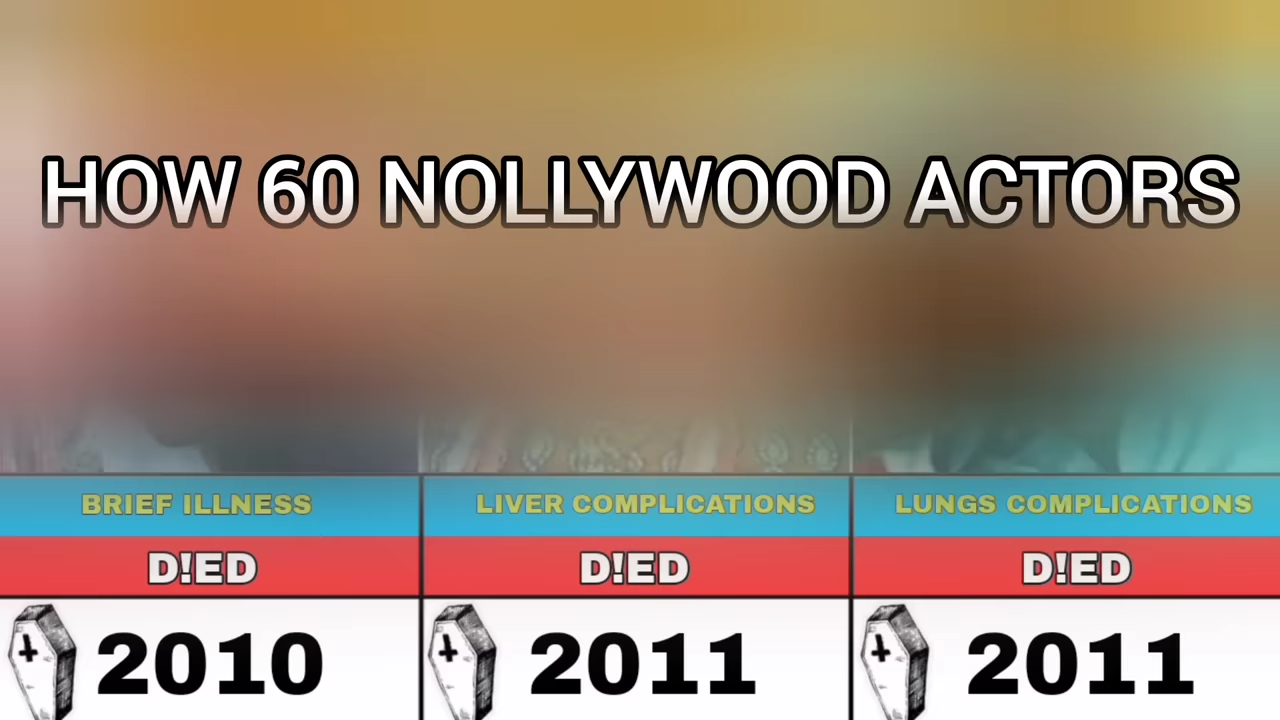 HOW 60 NOLLYWOOD ACTORS
BRIEF ILLNESS
LIVER COMPLICATIONS
LUNGS COMPLICATIONS
D!ED
D!ED
D!ED
2010
2011
2011